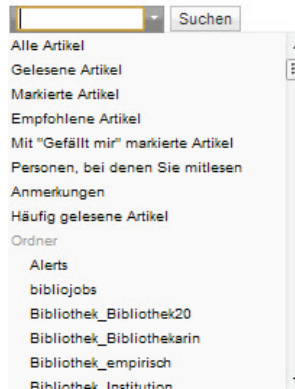 Suchen
Alle Artikel
Gelesene Artikel
Markierte Artikel
Empfohlene Artikel
Mit "Gefällt mir" markierte Artikel
Personen, bei denen Sie mitlesen
Anmerkungen
Häufig gelesene Artikel
Ordner
Alerts
bibliojobs
Bibliothek_Bibliothek20
Bibliothek_Bibliothekarin
Bibliothek_empirisch
Bibliothek_Institution